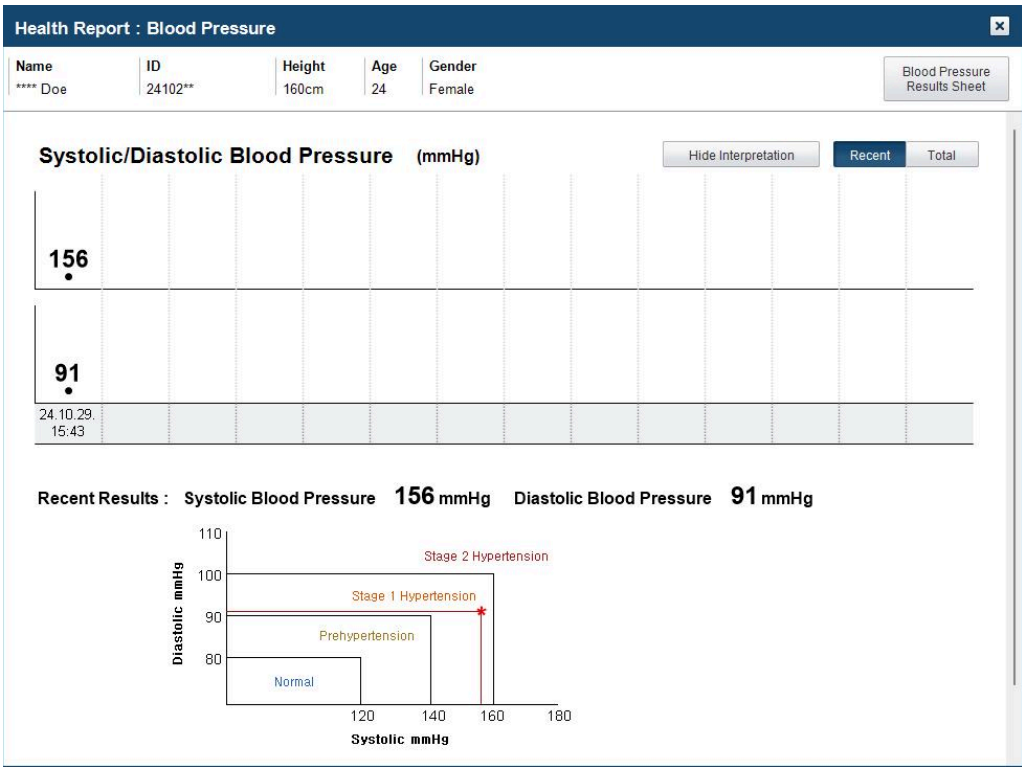 Health Report : Blood Pressure
Name ID Height Age Gender
**** Doe 24102** 160cm 24 Female
Blood Pressure
Results Sheet
Systolic/Diastolic Blood Pressure (mmHg)
Hide Interpretation Recent Total
156
91
24.10.29.
15:43
Recent Results : Systolic Blood Pressure 156 mmHg Diastolic Blood Pressure 91 mmHg
110
Stage 2 Hypertension
100
Stage 1 Hypertension
90
Prehypertension
80
Normal
Diastolic mmHg
120 140 160 180
Systolic mmHg